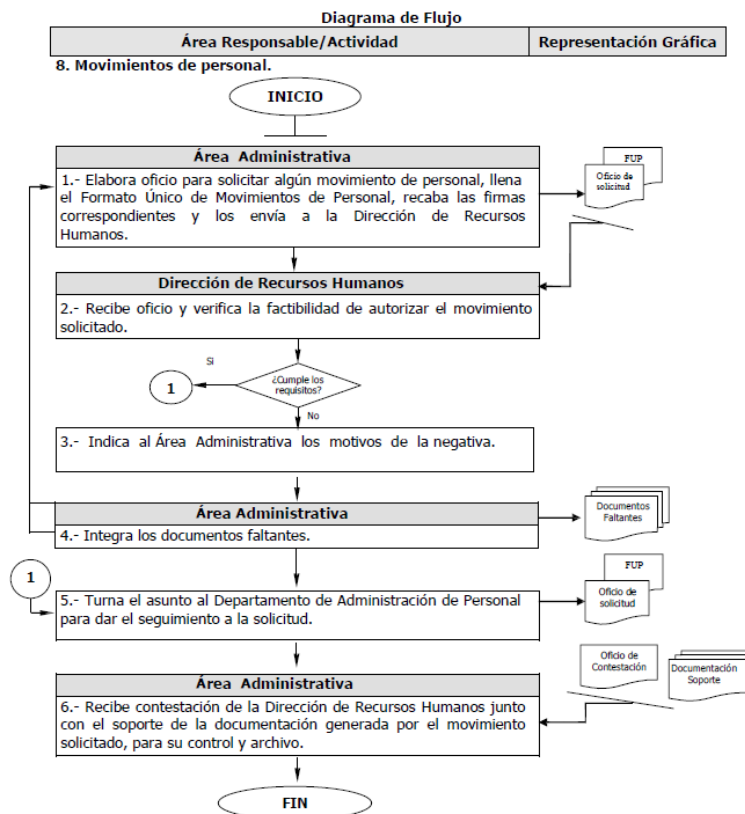 Diagrama de Flujo
Área Responsable/Actividad
Representación Gráfica
8. Movimientos de personal.
INICIO
Área Administrativa
1.- Elabora oficio para solicitar algún movimiento de personal, llena
el Formato Único de Movimientos de Personal, recaba las firmas
correspondientes y los envía a la Dirección de Recursos
Humanos.
FUP
Oficio de
solicitud
Dirección de Recursos Humanos
2.- Recibe oficio y verifica la factibilidad de autorizar el movimiento
solicitado.
Si
1
¿Cumple los
requisitos?
No
3.- Indica al Área Administrativa los motivos de la negativa.
Área Administrativa
4.- Integra los documentos faltantes.
Documentos
Faltantes
1
5.- Turna el asunto al Departamento de Administración de Personal
para dar el seguimiento a la solicitud.
FUP
Oficio de
solicitud
Área Administrativa
6.- Recibe contestación de la Dirección de Recursos Humanos junto
con el soporte de la documentación generada por el movimiento
solicitado, para su control y archivo.
Oficio de
Contestación
Documentación
Soporte
FIN